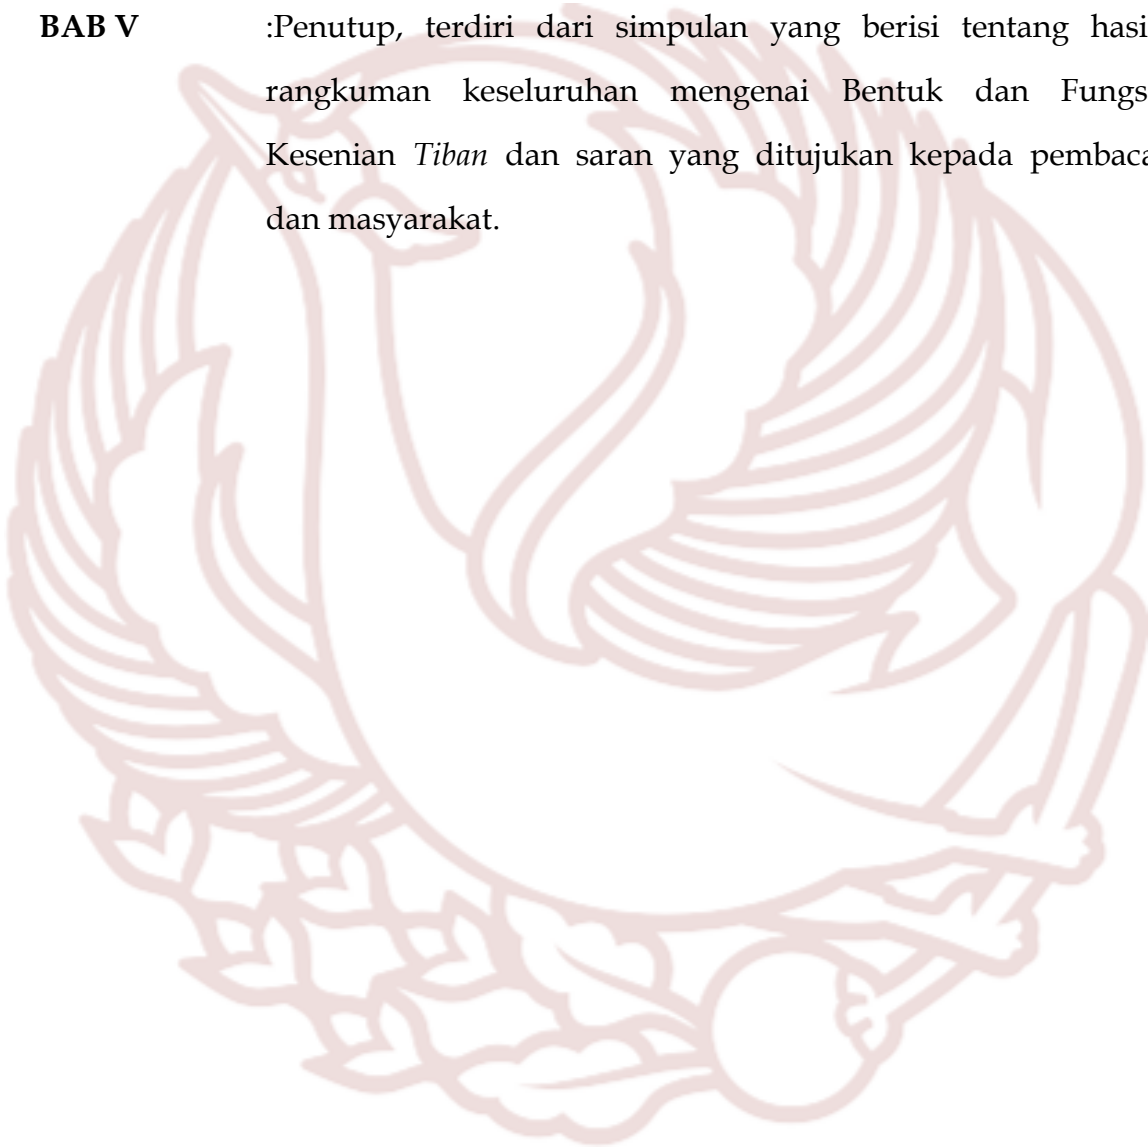 BAB V :Penutup, terdiri dari simpulan yang berisi tentang hasi
rangkuman keseluruhan mengenai Bentuk dan Fungs
Kesenian Tiban dan saran yang ditujukan kepada pembaca
dan masyarakat.